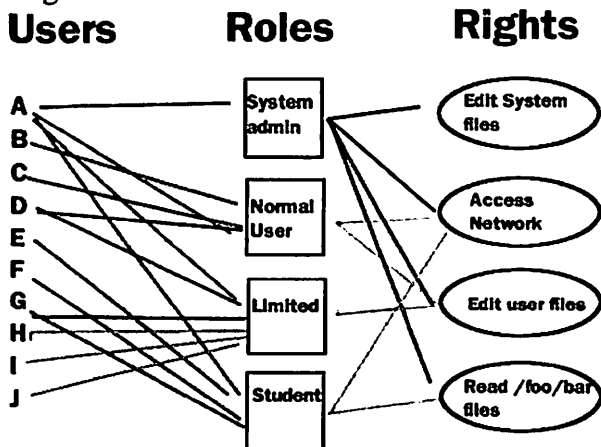 Users Roles Rights
A
B
C
D
E
F
G
H
I
J
System
admin
Normal
User
Limited
Student
Edit System
files
Access
Network
Edit user files
Read /foo/bar
files